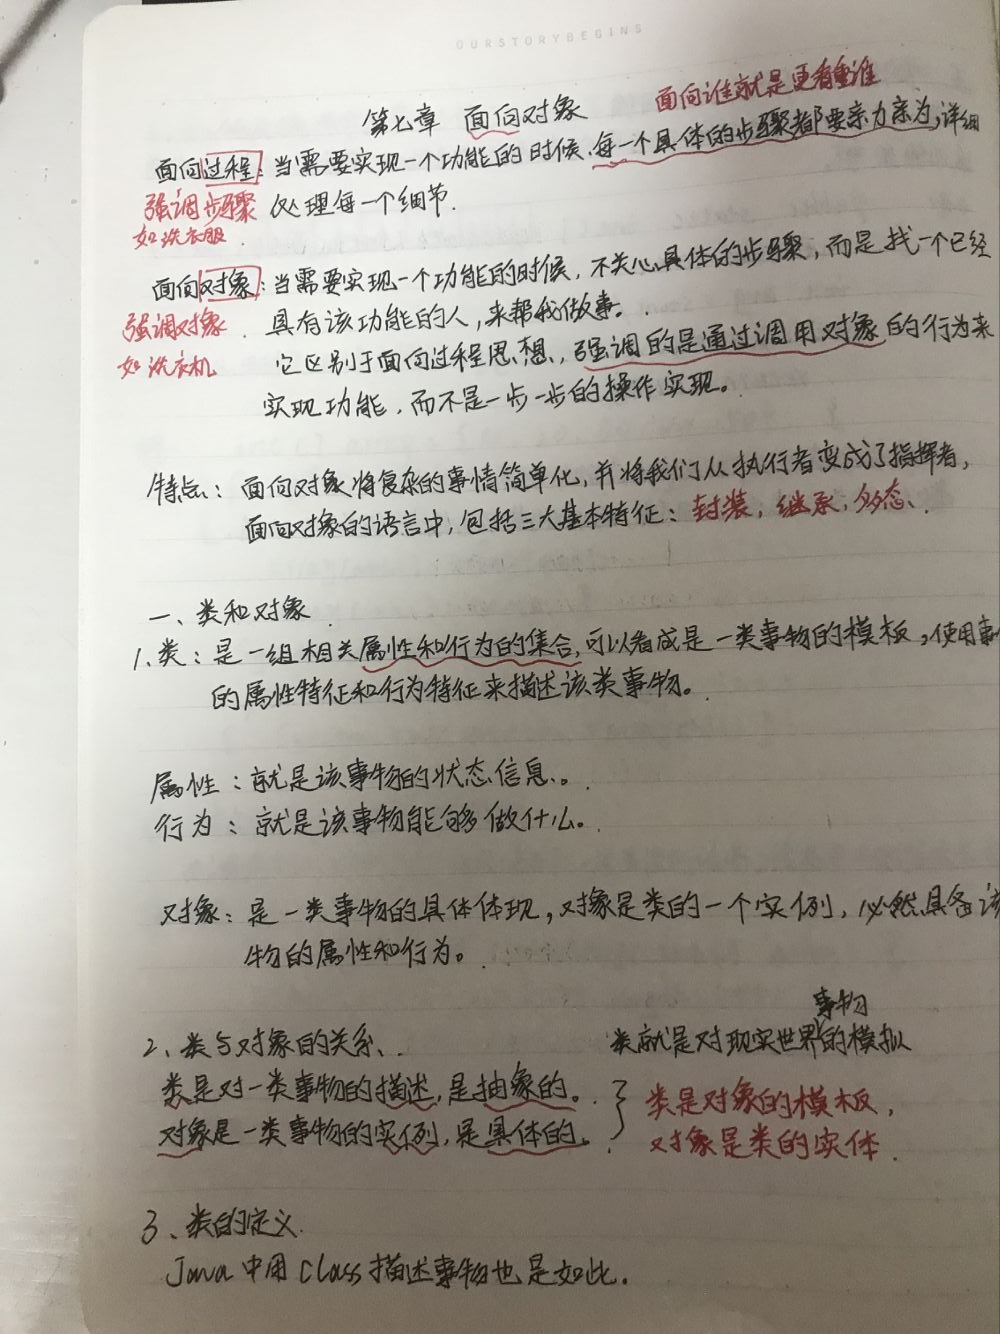 OURSTORYBEGINS
面向谁就是更看重谁
第七章 面向对象
面向过程：当需要实现一个功能的时候，每一个具体的步骤都要亲力亲为，详细
强调步骤 处理每一个细节．
如洗衣服．
面向对象：当需要实现一个功能的时候，不关心具体的步骤，而是找一个已经
强调对象． 具有该功能的人，来帮我做事。
如洗衣机 它区别于面向过程思想，强调的是通过调用对象的行为来
实现功能，而不是一步一步的操作实现。
特点：面向对象将复杂的事情简单化，并将我们从执行者变成了指挥者，
面向对象的语言中，包括三大基本特征：封装，继承，多态．
一、类和对象．
1、类：是一组相关属性和行为的集合，可以看成是一类事物的模板，使用事
的属性特征和行为特征来描述该类事物。
属性：就是该事物的状态信息。
行为：就是该事物能够做什么。
对象：是一类事物的具体体现，对象是类的一个实例，必然具备该
物的属性和行为。
事物
2、类与对象的关系． 类就是对现实世界的模拟
类是对一类事物的描述，是抽象的。 类是对象的模板，
对象是一类事物的实例，是具体的。 对象是类的实体．
3、类的定义．
Java中用class描述事物也是如此。